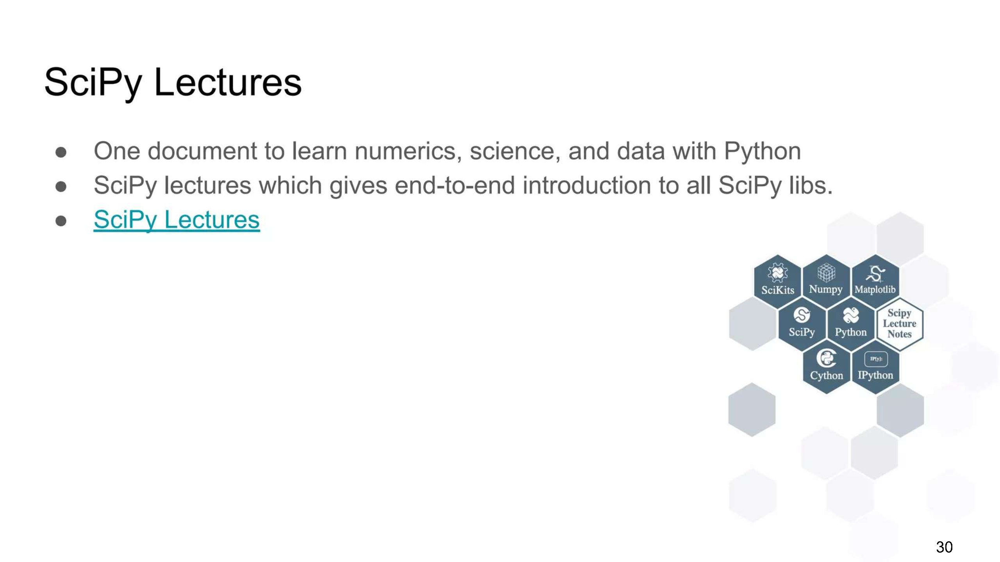 SciPy Lectures
● One document to learn numerics, science, and data with Python
● SciPy lectures which gives end-to-end introduction to all SciPy libs.
● SciPy Lectures
SciKits
Numpy
Matplotlib
SciPy
Python
Scipy
Lecture
Notes
Cython
IP[y]:
IPython
30